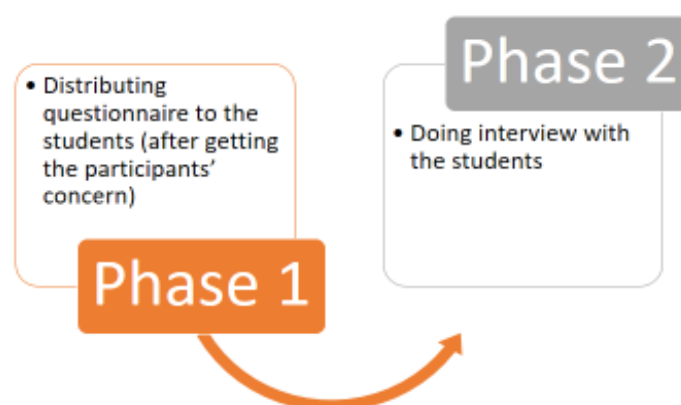 • Distributing
questionnaire to the
students (after getting
the participants’
concern)
Phase 1
Phase 2
• Doing interview with
the students